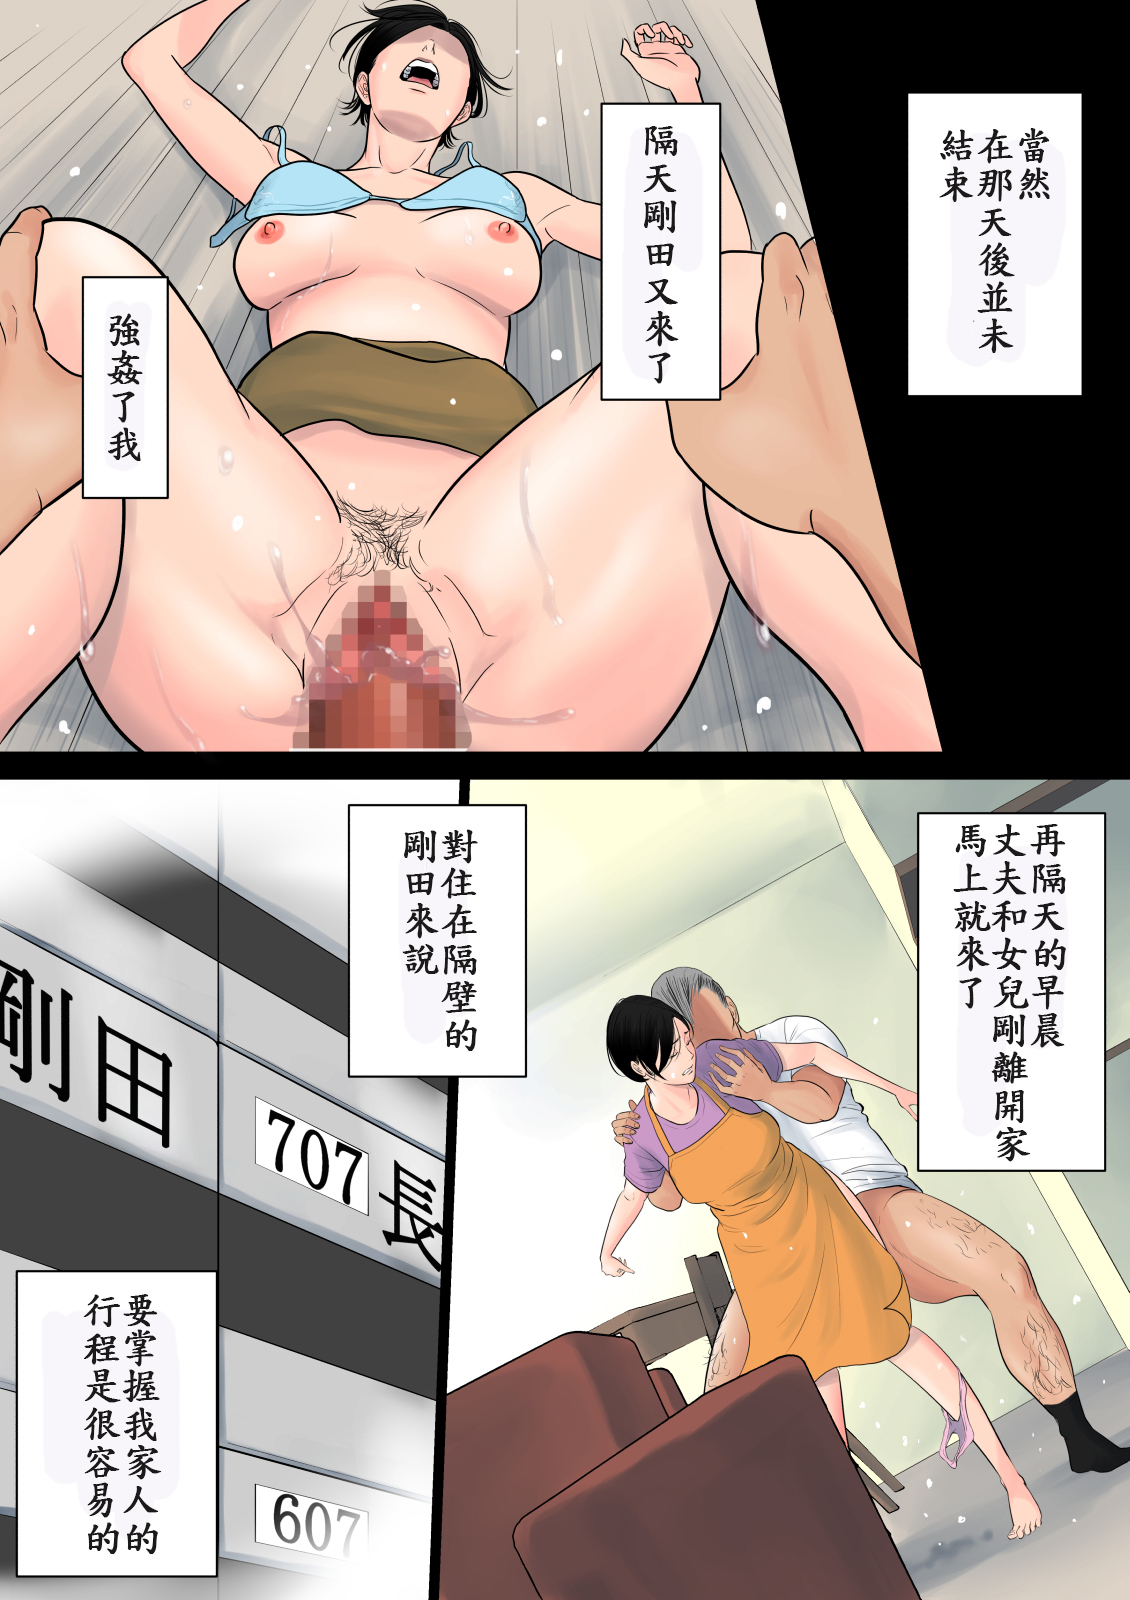 當然
在那天後並未
結束
隔天剛田又來了
強姦了我
再隔天的早晨
丈夫和女兒剛離開家
馬上就來了
對住在隔壁的
剛田來說
剛田
707
長
607
要掌握我家人的
行程是很容易的